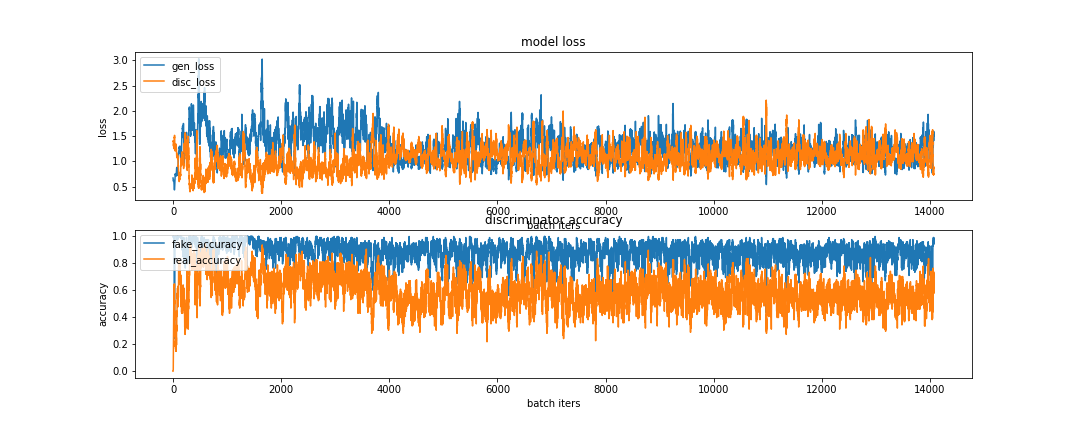 model loss
3.0
2.5
2.0
1.5
1.0
0.5
loss
gen_loss
disc_loss
0 2000 4000 6000 8000 10000 12000 14000
batch iters
discriminator accuracy
1.0
0.8
0.6
0.4
0.2
0.0
accuracy
fake_accuracy
real_accuracy
0 2000 4000 6000 8000 10000 12000 14000
batch iters